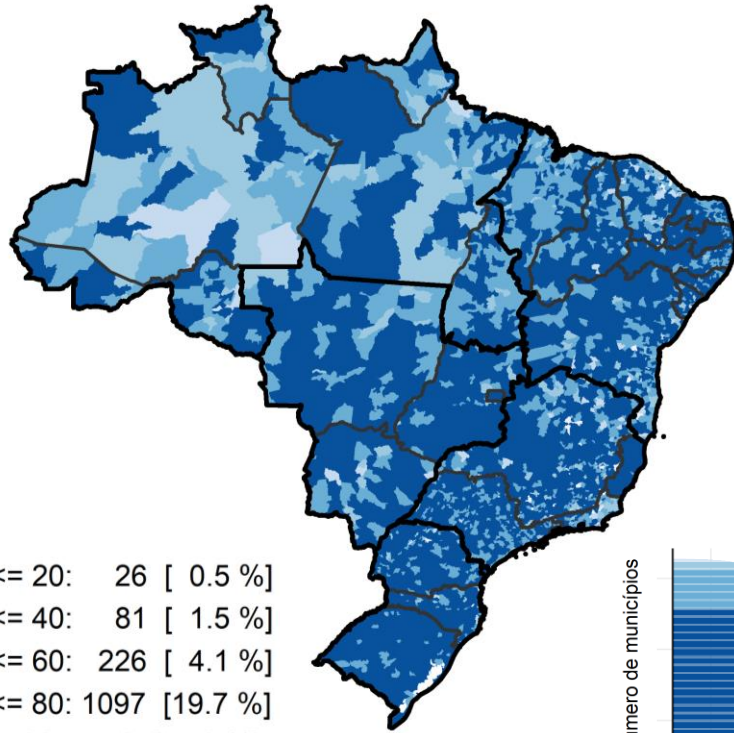 <= 20: 26 [ 0.5 %]
<= 40: 81 [ 1.5 %]
<= 60: 226 [ 4.1 %]
<= 80: 1097 [19.7 %]
mero de municípios